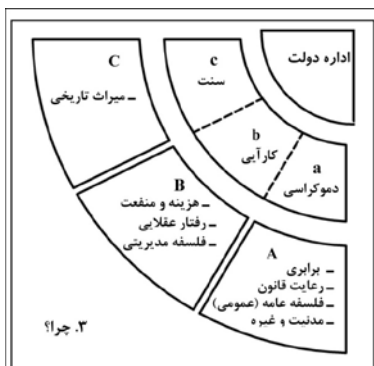 اداره دولت
c
سنت
b
کارآیی
a
دموکراسی
C
ـ میراث تاریخی
B
ـ هزینه و منفعت
ـ رفتار عقلایی
ـ فلسفه مدیریتی
A
ـ برابری
ـ رعایت قانون
ـ فلسفه عامه (عمومی)
ـ مدنیت و غیره
۳. چرا؟